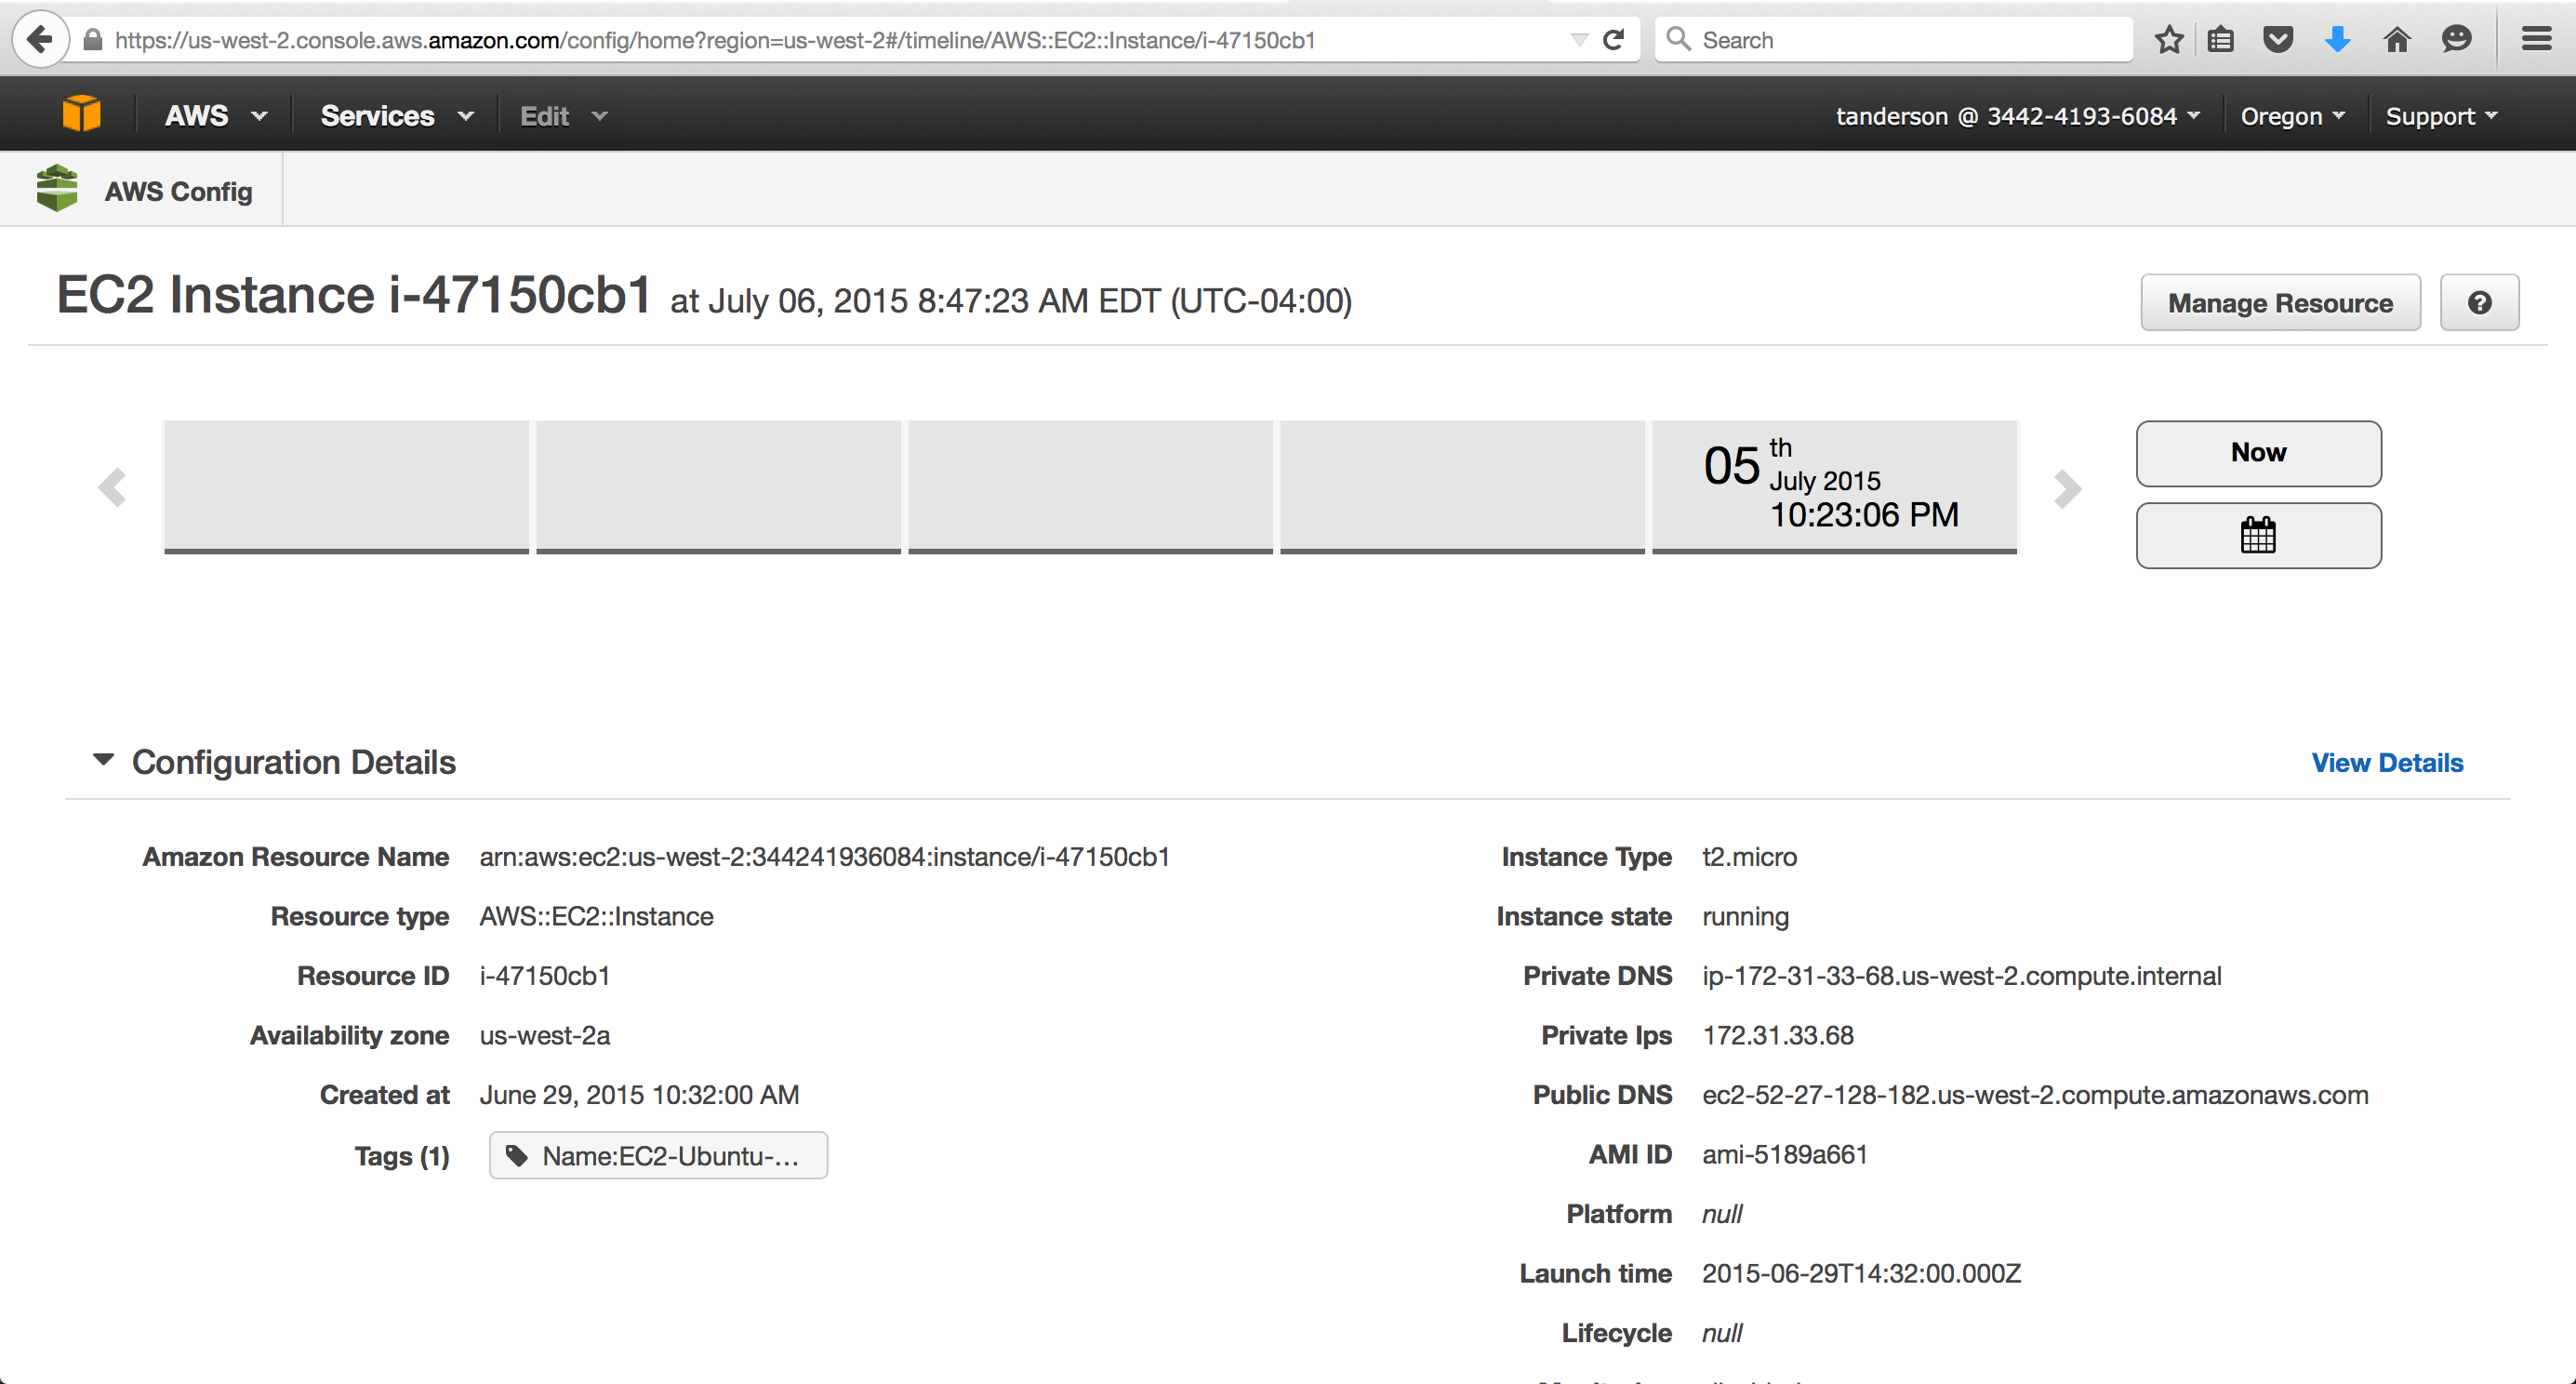 https://us-west-2.console.aws.amazon.com/config/home?region=us-west-2#/timeline/AWS::EC2::Instance/i-47150cb1
Search
AWS
Services
Edit
tanderson @ 3442-4193-6084
Oregon
Support
AWS Config
EC2 Instance i-47150cb1 at July 06, 2015 8:47:23 AM EDT (UTC-04:00)
Manage Resource
?
05 th
July 2015
10:23:06 PM
Now
Configuration Details
View Details
Amazon Resource Name arn:aws:ec2:us-west-2:344241936084:instance/i-47150cb1
Resource type AWS::EC2::Instance
Resource ID i-47150cb1
Availability zone us-west-2a
Created at June 29, 2015 10:32:00 AM
Tags (1) Name:EC2-Ubuntu-...
Instance Type t2.micro
Instance state running
Private DNS ip-172-31-33-68.us-west-2.compute.internal
Private Ips 172.31.33.68
Public DNS ec2-52-27-128-182.us-west-2.compute.amazonaws.com
AMI ID ami-5189a661
Platform null
Launch time 2015-06-29T14:32:00.000Z
Lifecycle null